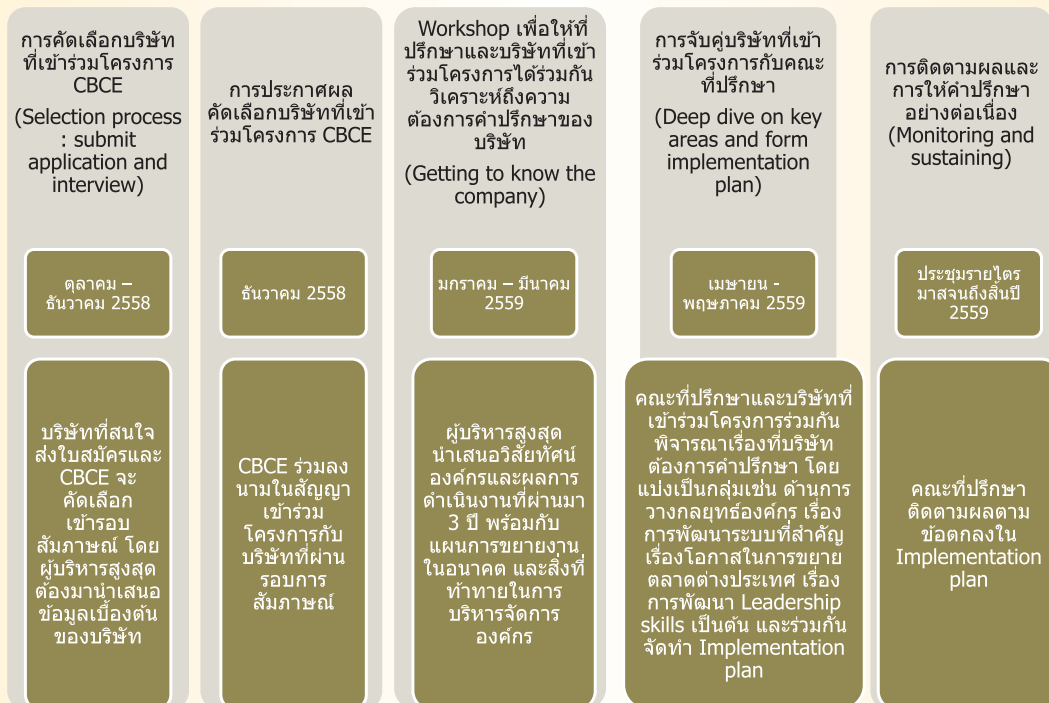 การคัดเลือกบริษัท
ที่เข้าร่วมโครงการ
CBCE
(Selection process
: submit
application and
interview)
ตุลาคม –
ธันวาคม 2558
บริษัทที่สนใจ
ส่งใบสมัครและ
CBCE จะ
คัดเลือก
เข้ารอบ
สัมภาษณ์ โดย
ผู้บริหารสูงสุด
ต้องมานำเสนอ
ข้อมูลเบื้องต้น
ของบริษัท
การประกาศผล
คัดเลือกบริษัทที่เข้า
ร่วมโครงการ CBCE
ธันวาคม 2558
CBCE ร่วมลง
นามในสัญญา
เข้าร่วม
โครงการกับ
บริษัทที่ผ่าน
รอบการ
สัมภาษณ์
Workshop เพื่อให้ที่
ปรึกษาและบริษัทที่เข้า
ร่วมโครงการได้ร่วมกัน
วิเคราะห์ถึงความ
ต้องการคำปรึกษาของ
บริษัท
(Getting to know the
company)
มกราคม – มีนาคม
2559
ผู้บริหารสูงสุด
นำเสนอวิสัยทัศน์
องค์กรและผลการ
ดำเนินงานที่ผ่านมา
3 ปี พร้อมกับ
แผนการขยายงาน
ในอนาคต และสิ่งที่
ท้าทายในการ
บริหารจัดการ
องค์กร
การจับคู่บริษัทที่เข้า
ร่วมโครงการกับคณะ
ที่ปรึกษา
(Deep dive on key
areas and form
implementation
plan)
เมษายน -
พฤษภาคม 2559
คณะที่ปรึกษาและบริษัทที่
เข้าร่วมโครงการร่วมกัน
พิจารณาเรื่องที่บริษัท
ต้องการคำปรึกษา โดย
แบ่งเป็นกลุ่มเช่น ด้านการ
วางกลยุทธ์องค์กร เรื่อง
การพัฒนาระบบที่สำคัญ
เรื่องโอกาสในการขยาย
ตลาดต่างประเทศ เรื่อง
การพัฒนา Leadership
skills เป็นต้น และร่วมกัน
จัดทำ Implementation
plan
การติดตามผลและ
การให้คำปรึกษา
อย่างต่อเนื่อง
(Monitoring and
sustaining)
ประชุมรายไตร
มาสจนถึงสิ้นปี
2559
คณะที่ปรึกษา
ติดตามผลตาม
ข้อตกลงใน
Implementation
plan